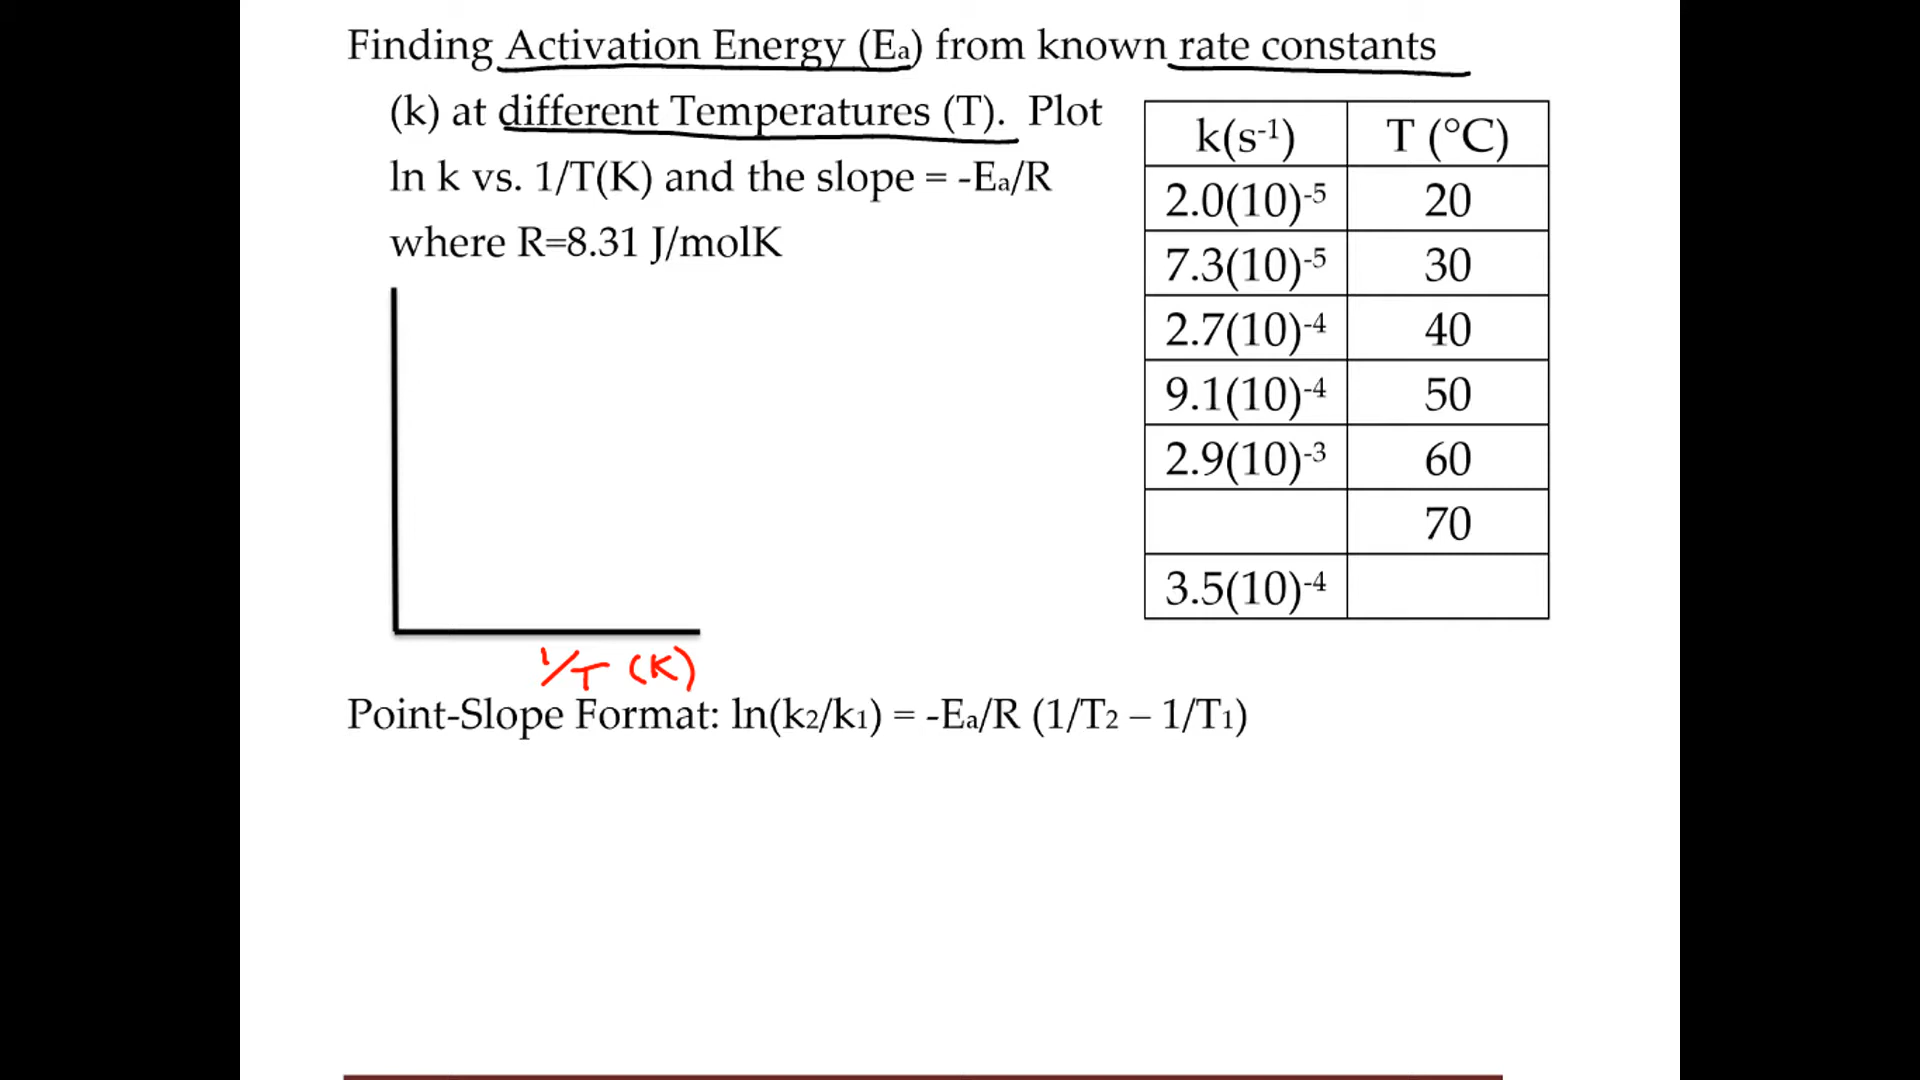 Finding Activation Energy (Ea) from known rate constants
(k) at different Temperatures (T). Plot
ln k vs. 1/T(K) and the slope = -Ea/R
where R=8.31 J/molK
k(s-1) T (°C)
2.0(10)-5 20
7.3(10)-5 30
2.7(10)-4 40
9.1(10)-4 50
2.9(10)-3 60
70
3.5(10)-4
1/T (K)
Point-Slope Format: ln(k2/k1) = -Ea/R (1/T2 – 1/T1)